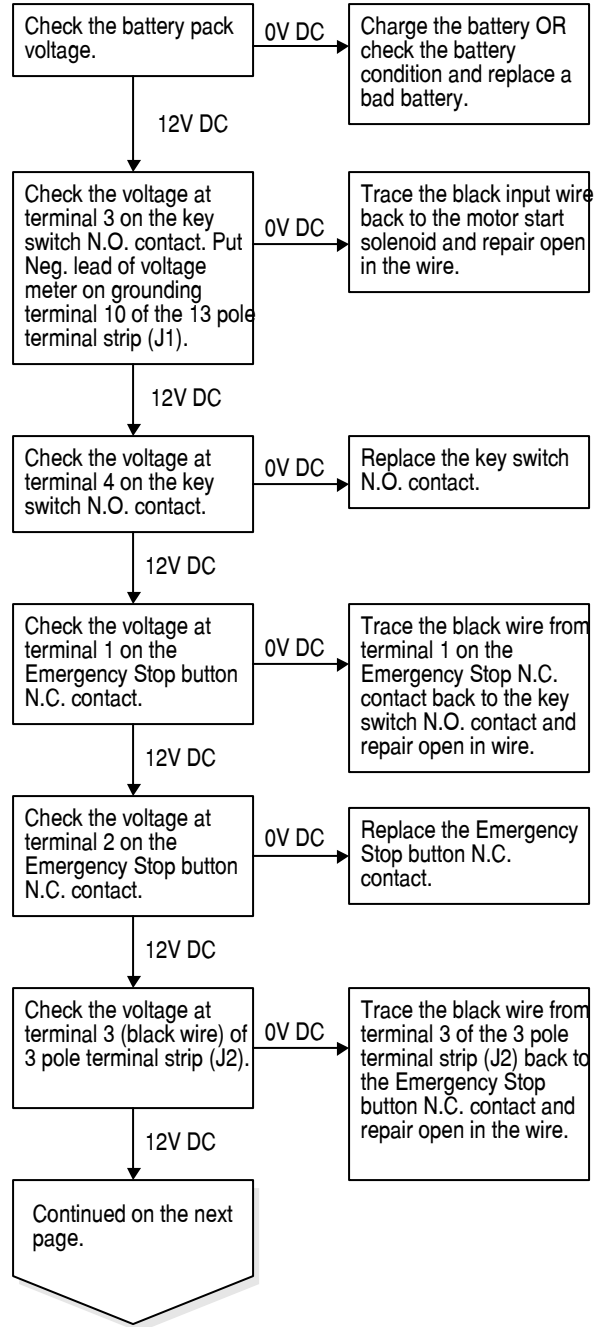 Check the battery pack
voltage.
0V DC
Charge the battery OR
check the battery
condition and replace a
bad battery.
12V DC
Check the voltage at
terminal 3 on the key
switch N.O. contact. Put
Neg. lead of voltage
meter on grounding
terminal 10 of the 13 pole
terminal strip (J1).
0V DC
Trace the black input wire
back to the motor start
solenoid and repair open
in the wire.
12V DC
Check the voltage at
terminal 4 on the key
switch N.O. contact.
0V DC
Replace the key switch
N.O. contact.
12V DC
Check the voltage at
terminal 1 on the
Emergency Stop button
N.C. contact.
0V DC
Trace the black wire from
terminal 1 on the
Emergency Stop N.C.
contact back to the key
switch N.O. contact and
repair open in wire.
12V DC
Check the voltage at
terminal 2 on the
Emergency Stop button
N.C. contact.
0V DC
Replace the Emergency
Stop button N.C.
contact.
12V DC
Check the voltage at
terminal 3 (black wire) of
3 pole terminal strip (J2).
0V DC
Trace the black wire from
terminal 3 of the 3 pole
terminal strip (J2) back to
the Emergency Stop
button N.C. contact and
repair open in the wire.
12V DC
Continued on the next
page.